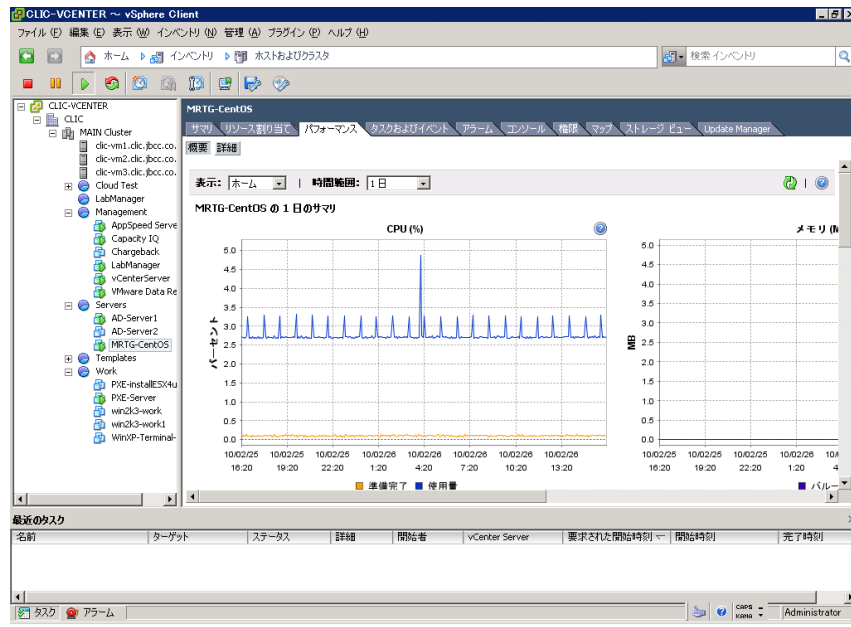 CLIC-VCENTER ~ vSphere Client
ファイル (F) 編集 (E) 表示 (W) インベントリ (N) 管理 (A) プラグイン (P) ヘルプ (H)
ホーム インベントリ ホストおよびクラスタ
検索 インベントリ
CLIC-VCENTER
CLIC
MAIN Cluster
clic-vm1.clic.jbcc.co.
clic-vm2.clic.jbcc.co.
clic-vm3.clic.jbcc.co.
Cloud Test
LabManager
Management
AppSpeed Serve
Capacity IQ
Chargeback
LabManager
vCenterServer
VMware Data Re
Servers
AD-Server1
AD-Server2
MRTG-CentOS
Templates
Work
PXE-installESX4u
PXE-Server
win2k3-work
win2k3-work1
WinXP-Terminal-
MRTG-CentOS
サマリ リソース割り当て パフォーマンス タスクおよびイベント アラーム コンソール 権限 マップ ストレージ ビュー Update Manager
概要 詳細
表示: ホーム | 時間範囲: 1日
MRTG-CentOS の 1 日のサマリ
CPU (%)
パーセント
5.0
4.5
4.0
3.5
3.0
2.5
2.0
1.5
1.0
0.5
0.0
10/02/25 10/02/25 10/02/25 10/02/26 10/02/26 10/02/26 10/02/26 10/02/26
16:20 19:20 22:20 1:20 4:20 7:20 10:20 13:20
準備完了 使用量
メモリ (M
MB
5.0
4.5
4.0
3.5
3.0
2.5
2.0
1.5
1.0
0.5
0.0
10/02/25 10/02/25 10/02/25 10/02/26 10/0
16:20 19:20 22:20 1:20 4
バルー
最近のタスク
名前 ターゲット ステータス 詳細 開始者 vCenter Server 要求された開始時刻 開始時刻 完了時刻
タスク アラーム
CAPS
KANA
Administrator